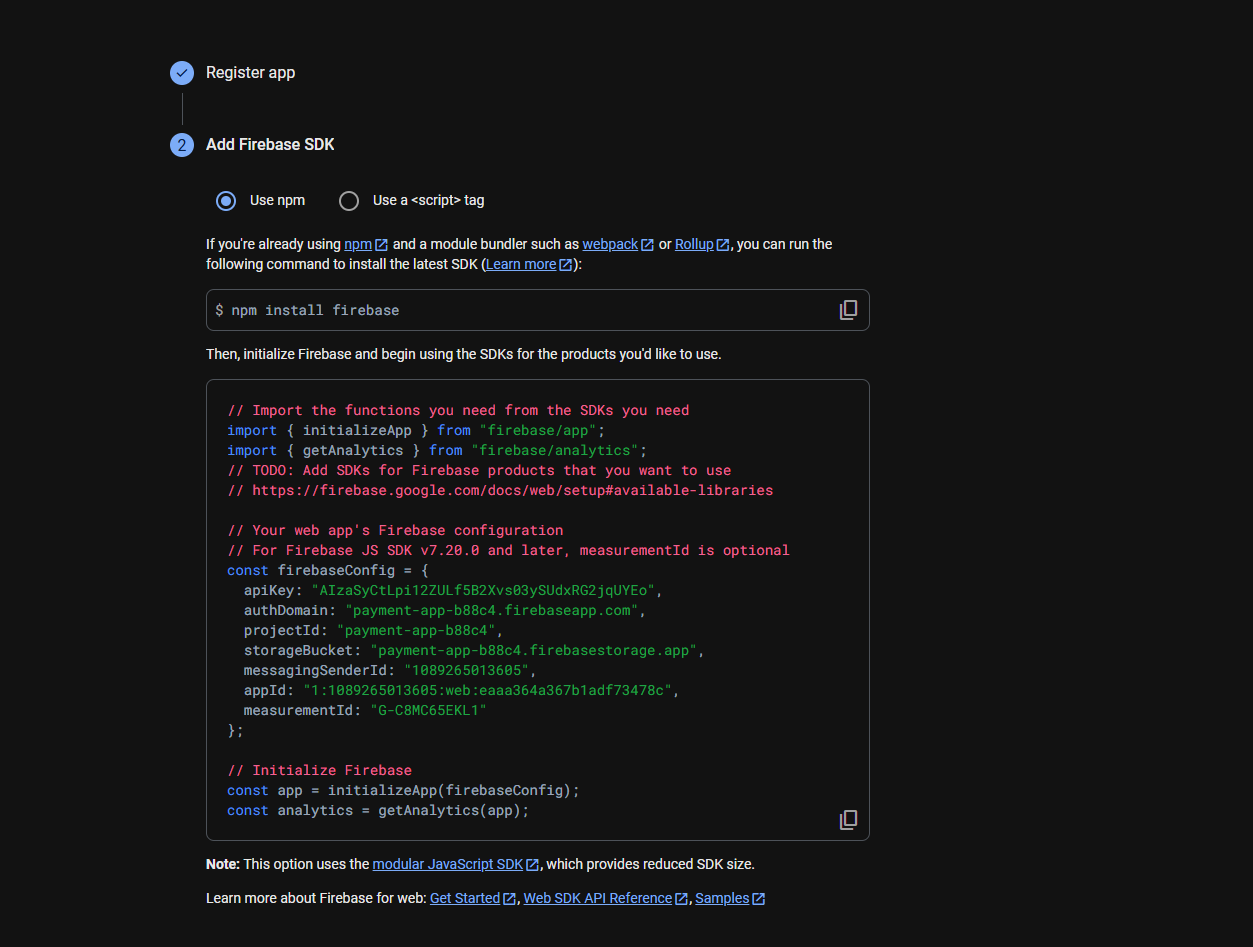 Register app
2 Add Firebase SDK
Use npm Use a <script> tag
If you're already using npm and a module bundler such as webpack or Rollup, you can run the
following command to install the latest SDK (Learn more):
$ npm install firebase
Then, initialize Firebase and begin using the SDKs for the products you'd like to use.
// Import the functions you need from the SDKs you need
import { initializeApp } from "firebase/app";
import { getAnalytics } from "firebase/analytics";
// TODO: Add SDKs for Firebase products that you want to use
// https://firebase.google.com/docs/web/setup#available-libraries
// Your web app's Firebase configuration
// For Firebase JS SDK v7.20.0 and later, measurementId is optional
const firebaseConfig = {
  apiKey: "AIzaSyCtLpi12ZULf5B2Xvs03ySUdxRG2jqUYEo",
  authDomain: "payment-app-b88c4.firebaseapp.com",
  projectId: "payment-app-b88c4",
  storageBucket: "payment-app-b88c4.firebasestorage.app",
  messagingSenderId: "1089265013605",
  appId: "1:1089265013605:web:eaaa364a367b1adf73478c",
  measurementId: "G-C8MC65EKL1"
};
// Initialize Firebase
const app = initializeApp(firebaseConfig);
const analytics = getAnalytics(app);
Note: This option uses the modular JavaScript SDK, which provides reduced SDK size.
Learn more about Firebase for web: Get Started, Web SDK API Reference, Samples